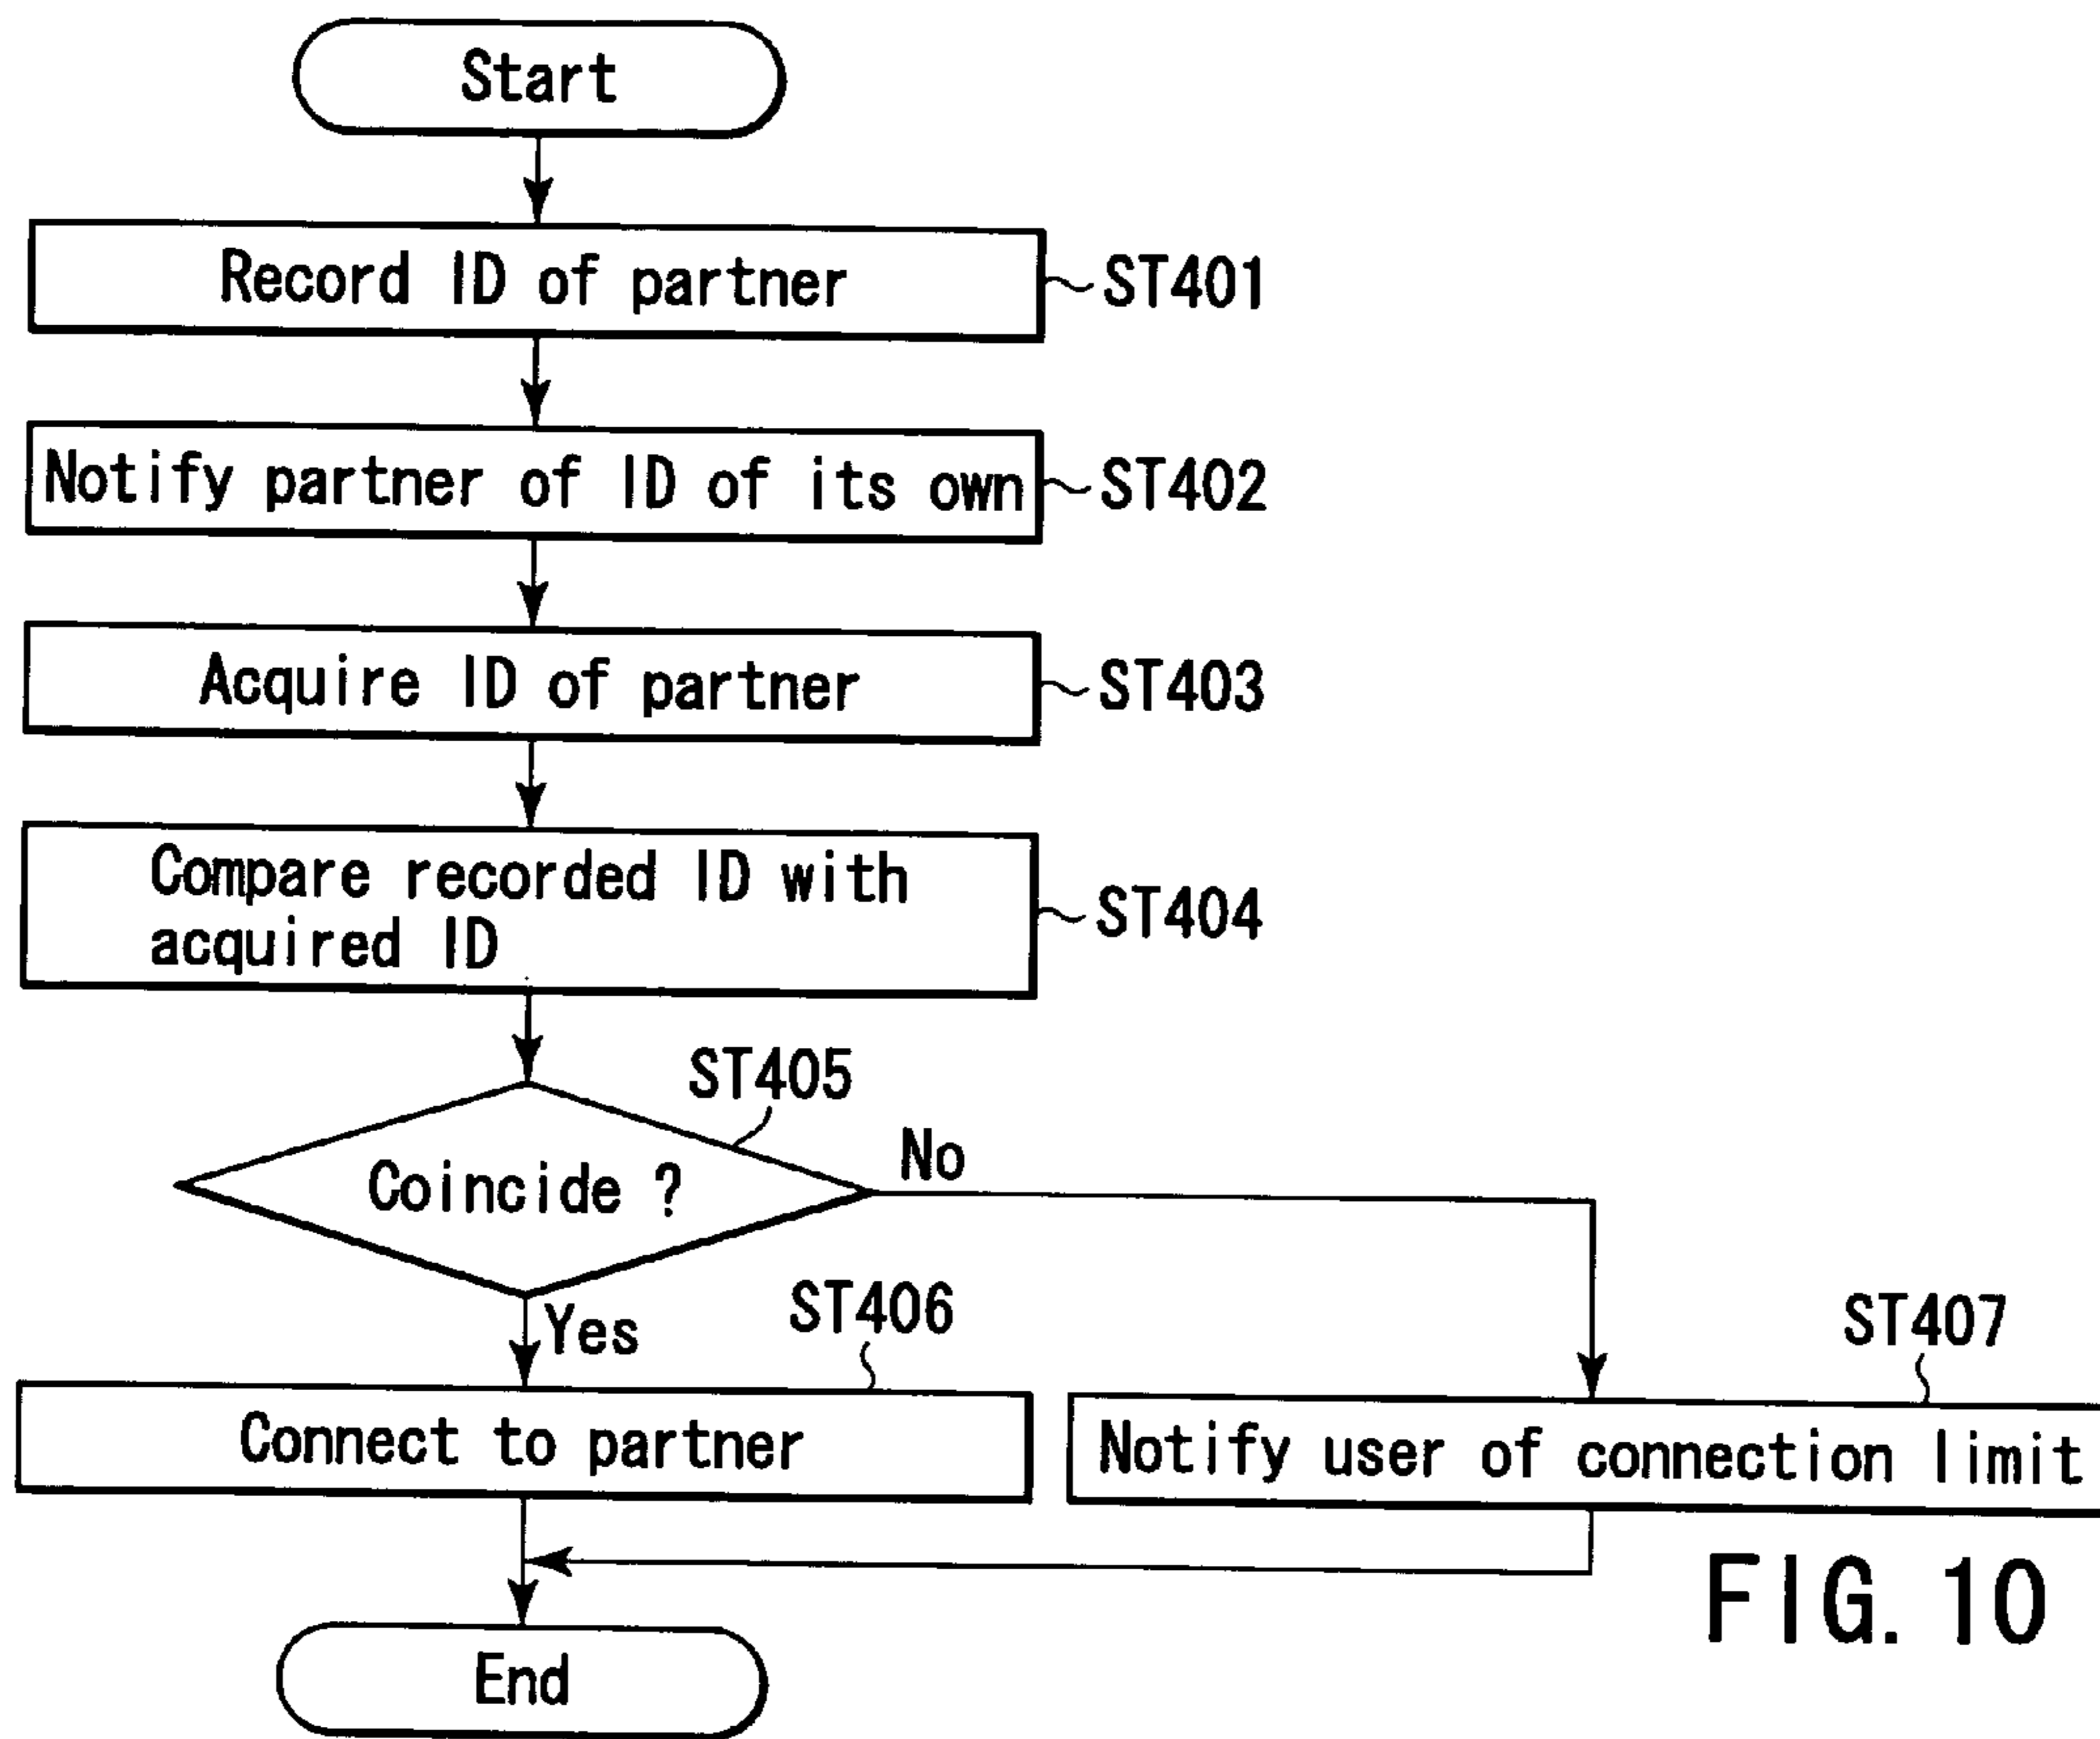 Start
Record ID of partner
ST401
Notify partner of ID of its own
ST402
Acquire ID of partner
ST403
Compare recorded ID with
acquired ID
ST404
ST405
Coincide ?
No
Yes
ST406
ST407
Connect to partner
Notify user of connection limit
FIG. 10
End